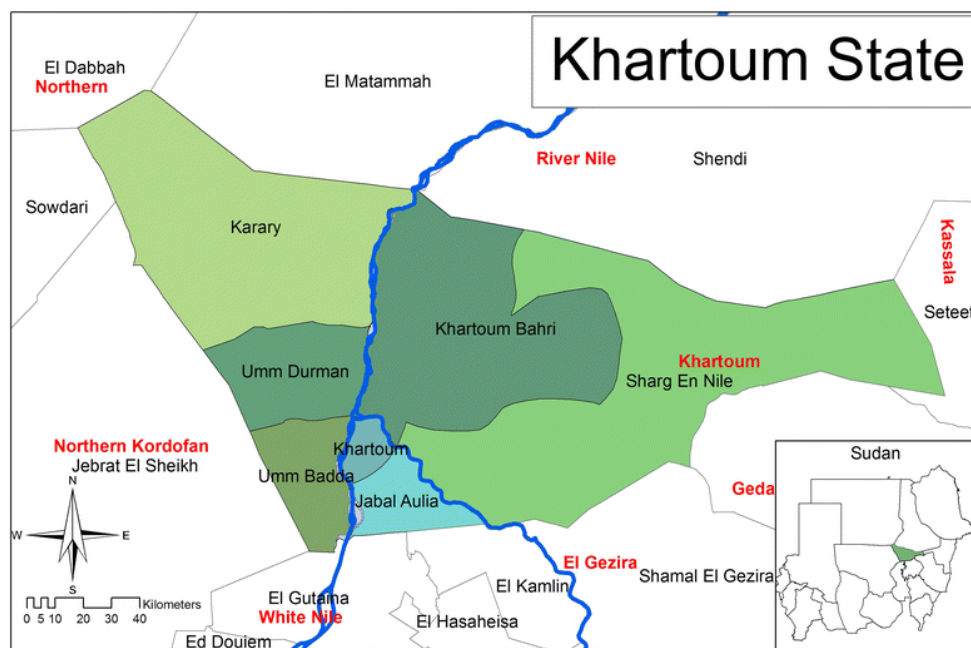 Khartoum State
El Dabbah
Northern
El Matammah
River Nile
Shendi
Sowdari
Karary
Kassala
Seteet
Khartoum Bahri
Umm Durman
Khartoum
Sharg En Nile
Northern Kordofan
Jebrat El Sheikh
Khartoum
Umm Badda
Jabal Aulia
Sudan
Geda
N
W
E
S
El Gezira
Shamal El Gezira
El Kamlin
El Gutaina
White Nile
El Hasaheisa
Ed Douiem
Kilometers
0 5 10 20 30 40